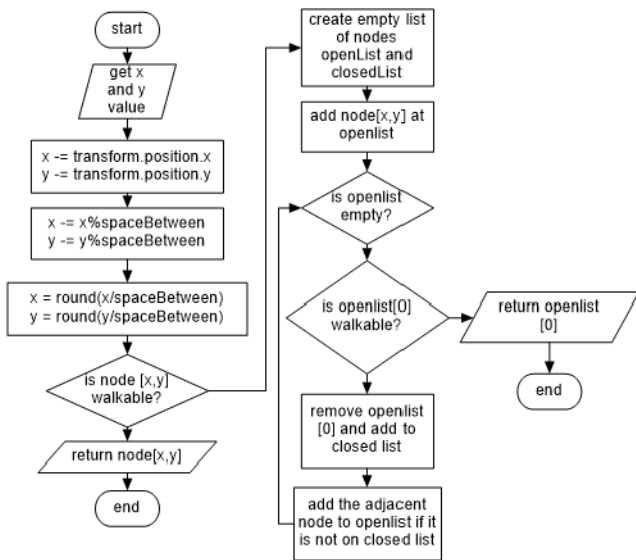 start
get x
and y
value
x -= transform.position.x
y -= transform.position.y
x -= x%spaceBetween
y -= y%spaceBetween
x = round(x/spaceBetween)
y = round(y/spaceBetween)
is node [x,y]
walkable?
return node[x,y]
end
create empty list
of nodes
openList and
closedList
add node[x,y] at
openlist
is openlist
empty?
is openlist[0]
walkable?
return openlist
[0]
end
remove openlist
[0] and add to
closed list
add the adjacent
node to openlist if it
is not on closed list